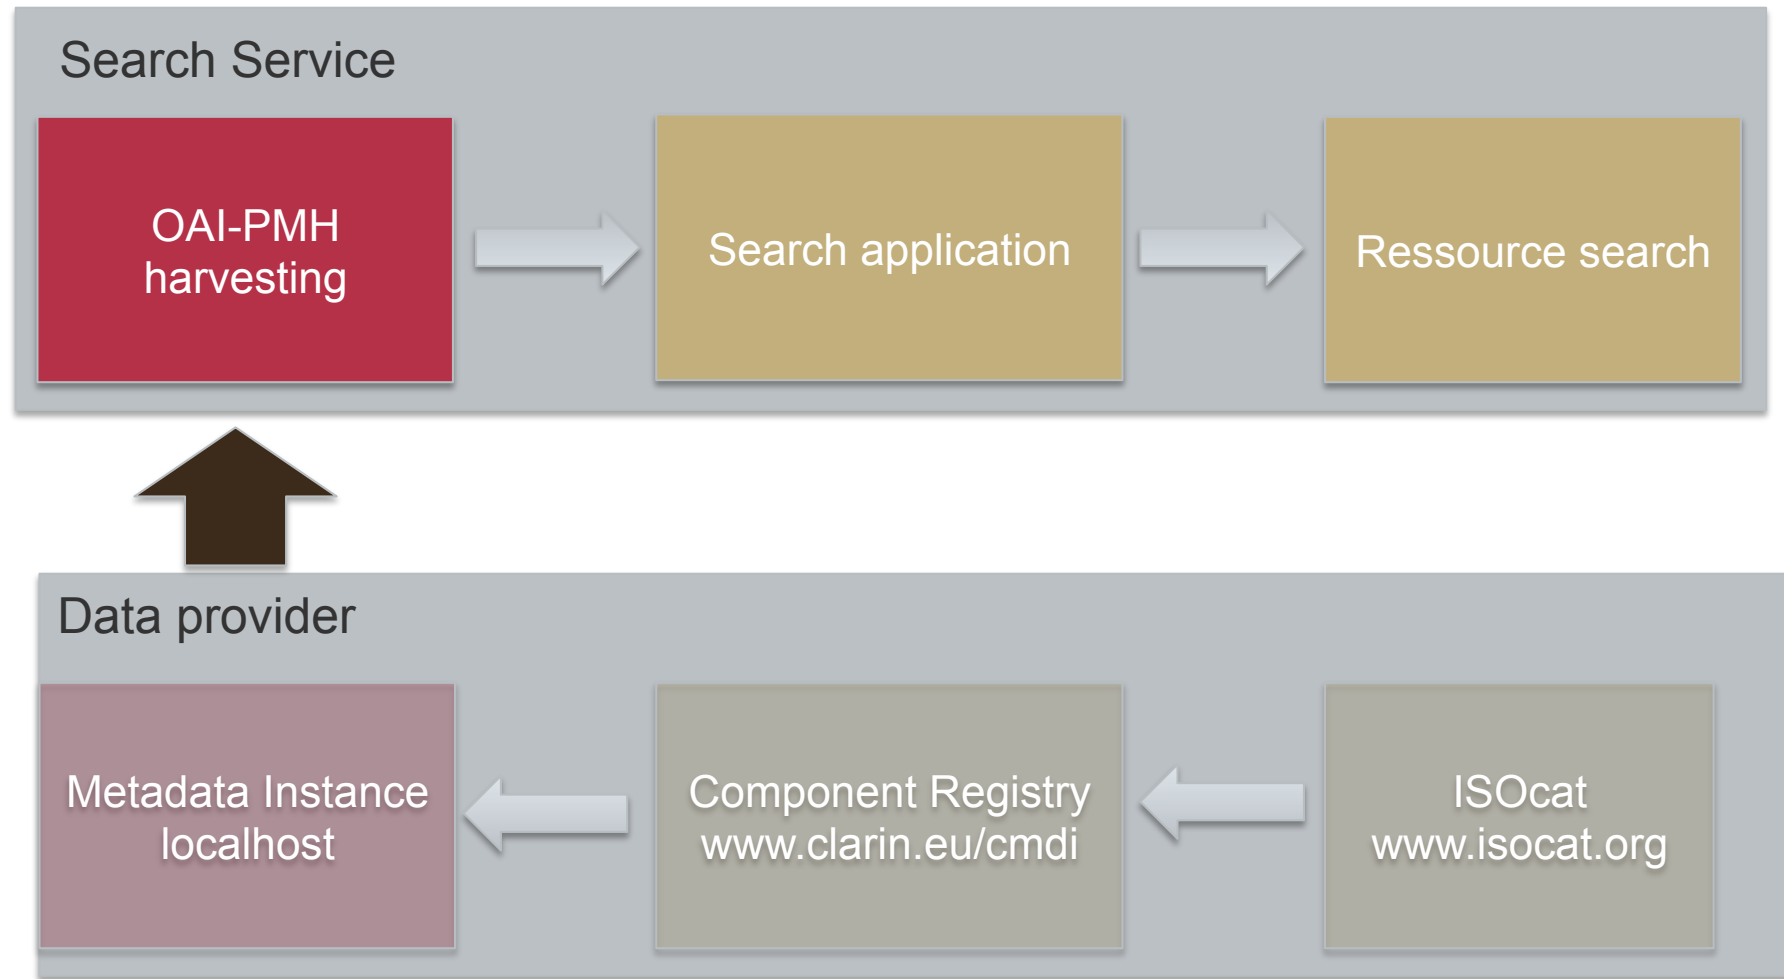 Search Service
OAI-PMH
harvesting
Search application
Ressource search
Data provider
Metadata Instance
localhost
Component Registry
www.clarin.eu/cmdi
ISOcat
www.isocat.org